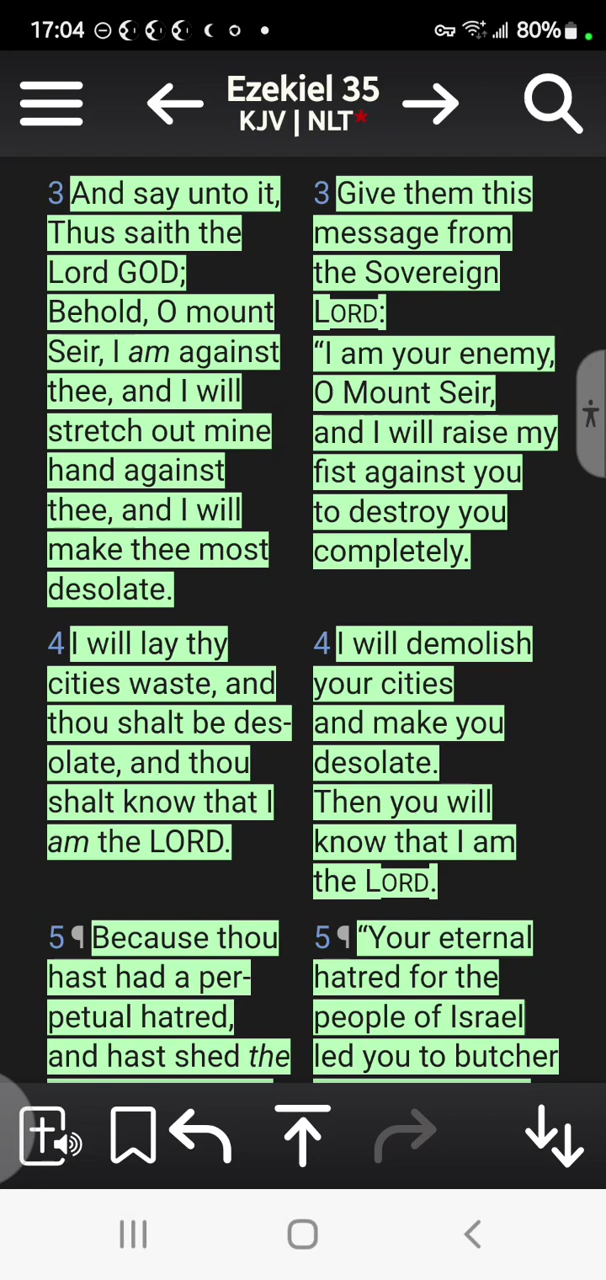 17:04
80%
Ezekiel 35
KJV | NLT*
3 And say unto it,
Thus saith the
Lord GOD;
Behold, O mount
Seir, I am against
thee, and I will
stretch out mine
hand against
thee, and I will
make thee most
desolate.
3 Give them this
message from
the Sovereign
LORD:
“I am your enemy,
O Mount Seir,
and I will raise my
fist against you
to destroy you
completely.
4 I will lay thy
cities waste, and
thou shalt be des-
olate, and thou
shalt know that I
am the LORD.
4 I will demolish
your cities
and make you
desolate.
Then you will
know that I am
the LORD.
5 ¶ Because thou
hast had a per-
petual hatred,
and hast shed the
5 ¶ “Your eternal
hatred for the
people of Israel
led you to butcher